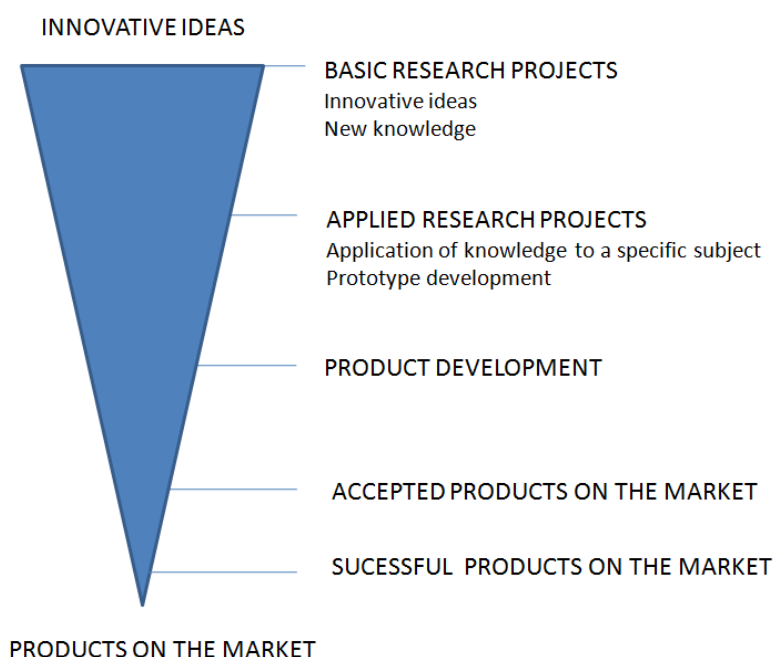 INNOVATIVE IDEAS
BASIC RESEARCH PROJECTS
Innovative ideas
New knowledge
APPLIED RESEARCH PROJECTS
Application of knowledge to a specific subject
Prototype development
PRODUCT DEVELOPMENT
ACCEPTED PRODUCTS ON THE MARKET
SUCESSFUL PRODUCTS ON THE MARKET
PRODUCTS ON THE MARKET